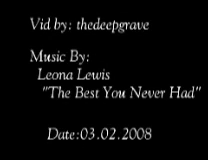 Vid by: thedeepgrave
Music By:
Leona Lewis
"The Best You Never Had"
Date:03.02.2008